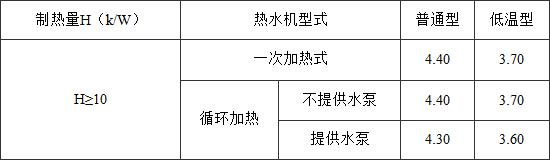 制热量H（k/W） 热水机型式 普通型 低温型
H≥10 一次加热式 4.40 3.70
循环加热 不提供水泵 4.40 3.70
提供水泵 4.30 3.60